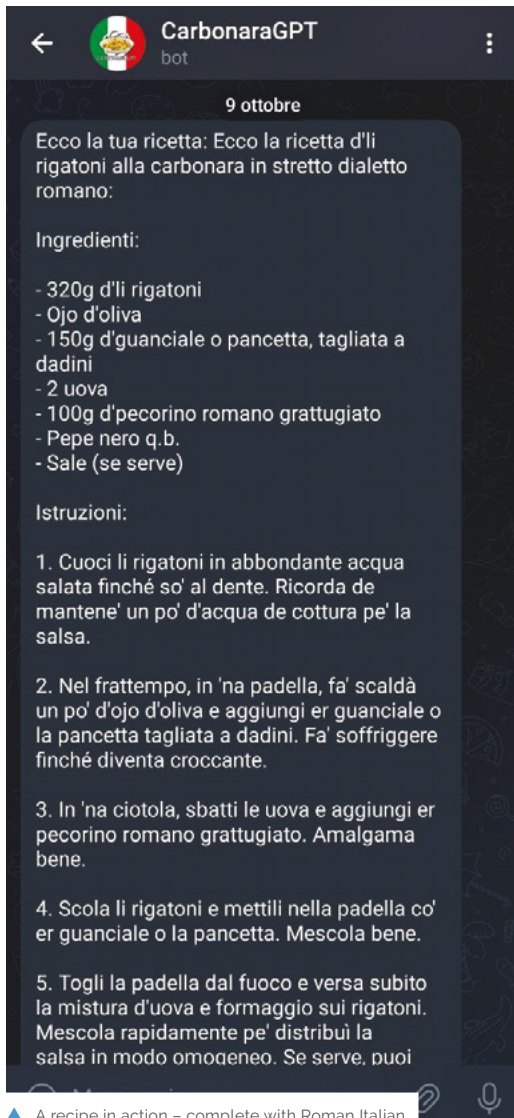 CarbonaraGPT
bot
9 ottobre
Ecco la tua ricetta: Ecco la ricetta d'li
rigatoni alla carbonara in stretto dialetto
romano:
Ingredienti:
- 320g d'li rigatoni
- Ojo d'oliva
- 150g d'guanciale o pancetta, tagliata a
dadini
- 2 uova
- 100g d'pecorino romano grattugiato
- Pepe nero q.b.
- Sale (se serve)
Istruzioni:
1. Cuoci li rigatoni in abbondante acqua
salata finché so' al dente. Ricorda de
mantene' un po' d'acqua de cottura pe' la
salsa.
2. Nel frattempo, in 'na padella, fa' scaldà
un po' d'ojo d'oliva e aggiungi er guanciale o
la pancetta tagliata a dadini. Fa' soffriggere
finché diventa croccante.
3. In 'na ciotola, sbatti le uova e aggiungi er
pecorino romano grattugiato. Amalgama
bene.
4. Scola li rigatoni e mettili nella padella co'
er guanciale o la pancetta. Mescola bene.
5. Togli la padella dal fuoco e versa subito
la mistura d'uova e formaggio sui rigatoni.
Mescola rapidamente pe' distribuì la
salsa in modo omogeneo. Se serve, puoi
A recipe in action – complete with Roman Italian